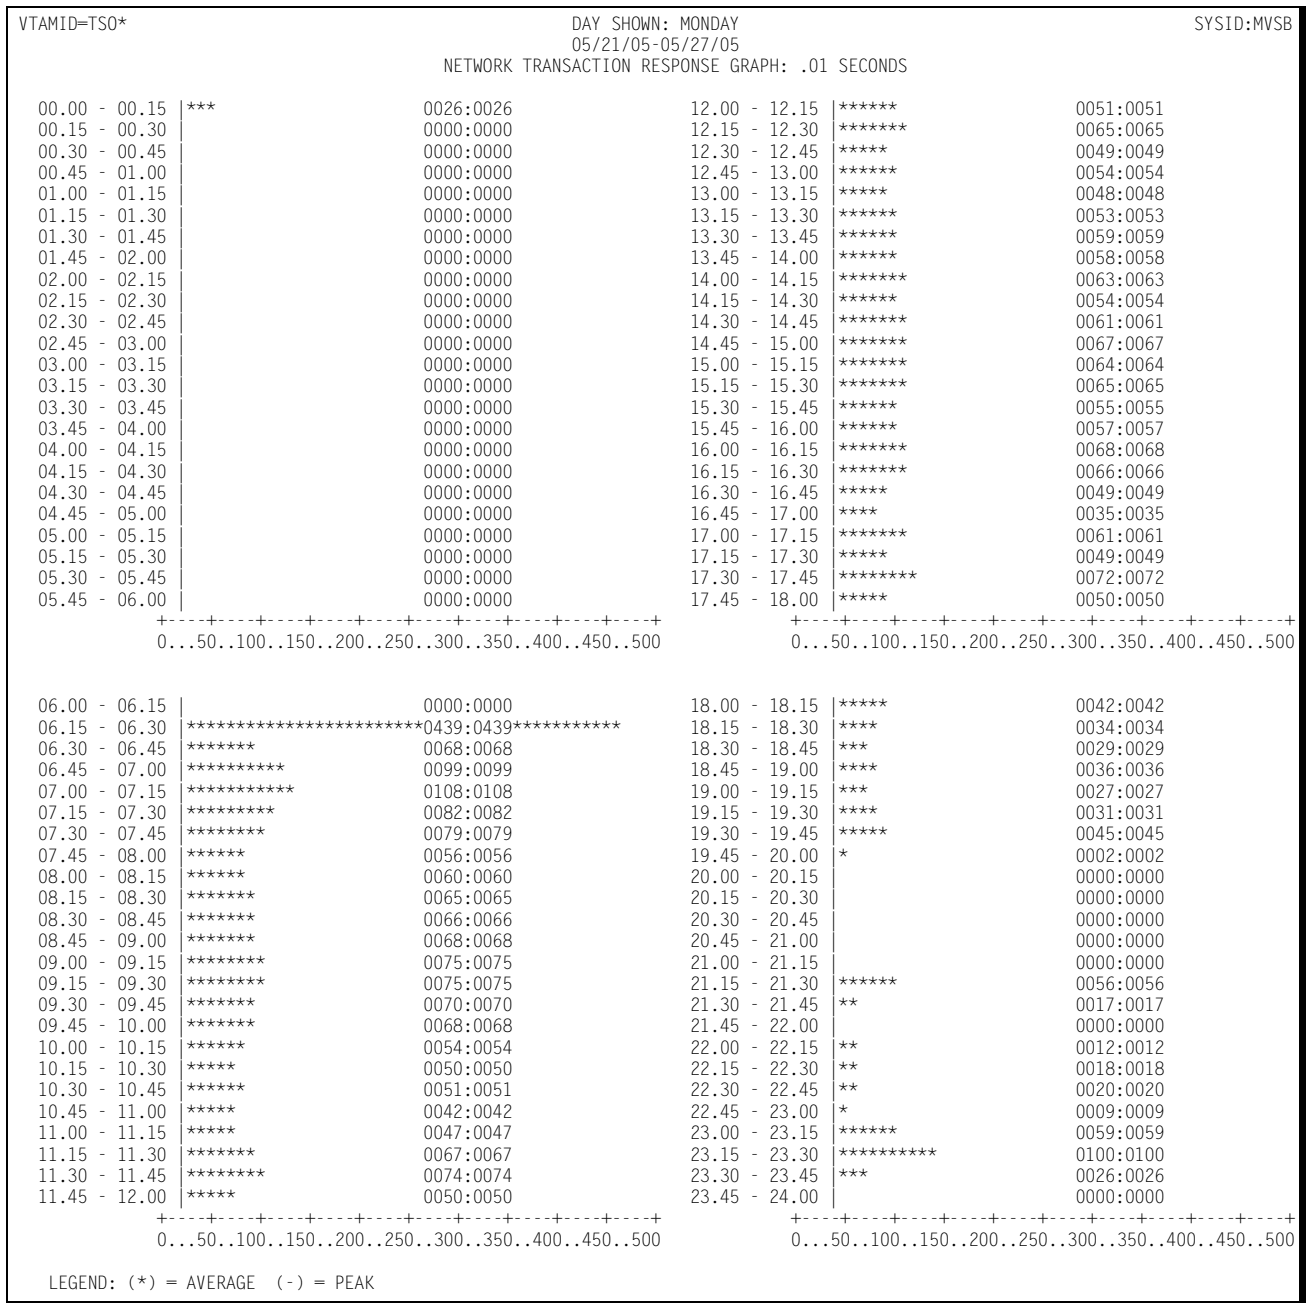 VTAMID=TSO* DAY SHOWN: MONDAY SYSID:MVSB
05/21/05-05/27/05
NETWORK TRANSACTION RESPONSE GRAPH: .01 SECONDS
00.00 - 00.15 |*** 0026:0026 12.00 - 12.15 |****** 0051:0051
00.15 - 00.30 | 0000:0000 12.15 - 12.30 |******* 0065:0065
00.30 - 00.45 | 0000:0000 12.30 - 12.45 |***** 0049:0049
00.45 - 01.00 | 0000:0000 12.45 - 13.00 |****** 0054:0054
01.00 - 01.15 | 0000:0000 13.00 - 13.15 |***** 0048:0048
01.15 - 01.30 | 0000:0000 13.15 - 13.30 |****** 0053:0053
01.30 - 01.45 | 0000:0000 13.30 - 13.45 |****** 0059:0059
01.45 - 02.00 | 0000:0000 13.45 - 14.00 |****** 0058:0058
02.00 - 02.15 | 0000:0000 14.00 - 14.15 |******* 0063:0063
02.15 - 02.30 | 0000:0000 14.15 - 14.30 |****** 0054:0054
02.30 - 02.45 | 0000:0000 14.30 - 14.45 |******* 0061:0061
02.45 - 03.00 | 0000:0000 14.45 - 15.00 |******* 0067:0067
03.00 - 03.15 | 0000:0000 15.00 - 15.15 |******* 0064:0064
03.15 - 03.30 | 0000:0000 15.15 - 15.30 |******* 0065:0065
03.30 - 03.45 | 0000:0000 15.30 - 15.45 |****** 0055:0055
03.45 - 04.00 | 0000:0000 15.45 - 16.00 |****** 0057:0057
04.00 - 04.15 | 0000:0000 16.00 - 16.15 |******* 0068:0068
04.15 - 04.30 | 0000:0000 16.15 - 16.30 |******* 0066:0066
04.30 - 04.45 | 0000:0000 16.30 - 16.45 |***** 0049:0049
04.45 - 05.00 | 0000:0000 16.45 - 17.00 |**** 0035:0035
05.00 - 05.15 | 0000:0000 17.00 - 17.15 |******* 0061:0061
05.15 - 05.30 | 0000:0000 17.15 - 17.30 |***** 0049:0049
05.30 - 05.45 | 0000:0000 17.30 - 17.45 |******** 0072:0072
05.45 - 06.00 | 0000:0000 17.45 - 18.00 |***** 0050:0050
+----+----+----+----+----+----+----+----+----+----+ +----+----+----+----+----+----+----+----+----+----+
0...50..100..150..200..250..300..350..400..450..500 0...50..100..150..200..250..300..350..400..450..500
06.00 - 06.15 | 0000:0000 18.00 - 18.15 |***** 0042:0042
06.15 - 06.30 |************************0439:0439*********** 18.15 - 18.30 |**** 0034:0034
06.30 - 06.45 |******* 0068:0068 18.30 - 18.45 |*** 0029:0029
06.45 - 07.00 |********** 0099:0099 18.45 - 19.00 |**** 0036:0036
07.00 - 07.15 |*********** 0108:0108 19.00 - 19.15 |*** 0027:0027
07.15 - 07.30 |********* 0082:0082 19.15 - 19.30 |**** 0031:0031
07.30 - 07.45 |******** 0079:0079 19.30 - 19.45 |***** 0045:0045
07.45 - 08.00 |****** 0056:0056 19.45 - 20.00 |* 0002:0002
08.00 - 08.15 |****** 0060:0060 20.00 - 20.15 | 0000:0000
08.15 - 08.30 |******* 0065:0065 20.15 - 20.30 | 0000:0000
08.30 - 08.45 |******* 0066:0066 20.30 - 20.45 | 0000:0000
08.45 - 09.00 |******* 0068:0068 20.45 - 21.00 | 0000:0000
09.00 - 09.15 |******** 0075:0075 21.00 - 21.15 | 0000:0000
09.15 - 09.30 |******** 0075:0075 21.15 - 21.30 |****** 0056:0056
09.30 - 09.45 |******* 0070:0070 21.30 - 21.45 |** 0017:0017
09.45 - 10.00 |******* 0068:0068 21.45 - 22.00 | 0000:0000
10.00 - 10.15 |****** 0054:0054 22.00 - 22.15 |** 0012:0012
10.15 - 10.30 |***** 0050:0050 22.15 - 22.30 |** 0018:0018
10.30 - 10.45 |****** 0051:0051 22.30 - 22.45 |** 0020:0020
10.45 - 11.00 |***** 0042:0042 22.45 - 23.00 |* 0009:0009
11.00 - 11.15 |***** 0047:0047 23.00 - 23.15 |****** 0059:0059
11.15 - 11.30 |******* 0067:0067 23.15 - 23.30 |********** 0100:0100
11.30 - 11.45 |******** 0074:0074 23.30 - 23.45 |*** 0026:0026
11.45 - 12.00 |***** 0050:0050 23.45 - 24.00 | 0000:0000
+----+----+----+----+----+----+----+----+----+----+ +----+----+----+----+----+----+----+----+----+----+
0...50..100..150..200..250..300..350..400..450..500 0...50..100..150..200..250..300..350..400..450..500
LEGEND: (*) = AVERAGE (-) = PEAK